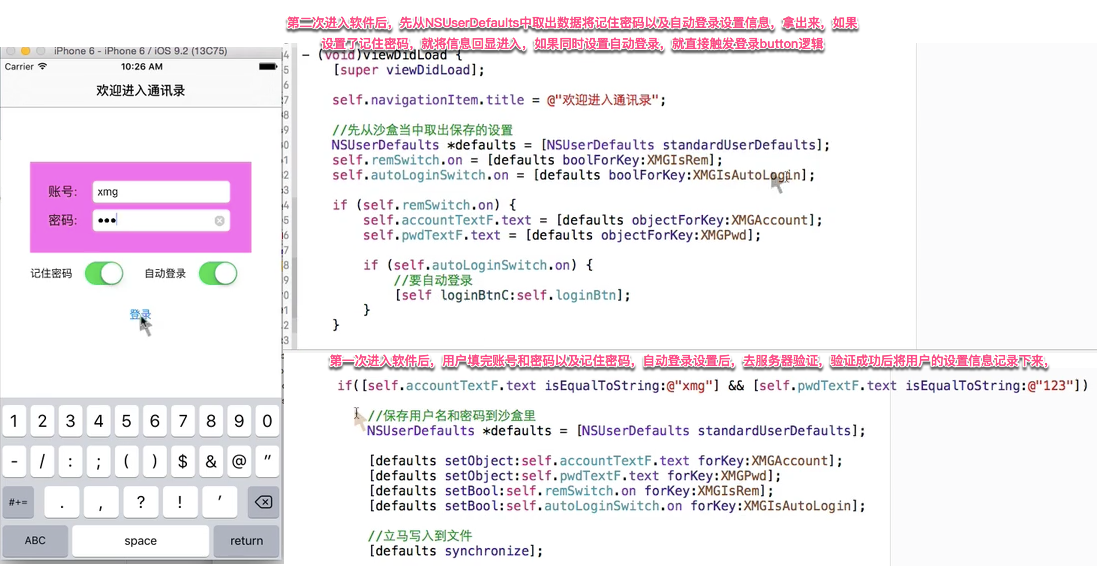 第二次进入软件后，先从NSUserDefaults中取出数据将记住密码以及自动登录设置信息，拿出来，如果
设置了记住密码，就将信息回显进入，如果同时设置自动登录，就直接触发登录button逻辑
iPhone 6 - iPhone 6 / iOS 9.2 (13C75)
Carrier
10:26 AM
欢迎进入通讯录
账号:
xmg
密码:
●●●
记住密码
自动登录
登录
1 2 3 4 5 6 7 8 9 0
- / : ; ( ) $ & @ ”
#+= . , ? ! ’
ABC space return
- (void)viewDidLoad {
[super viewDidLoad];
self.navigationItem.title = @"欢迎进入通讯录";
//先从沙盒当中取出保存的设置
NSUserDefaults *defaults = [NSUserDefaults standardUserDefaults];
self.remSwitch.on = [defaults boolForKey:XMGIsRem];
self.autoLoginSwitch.on = [defaults boolForKey:XMGIsAutoLogin];
if (self.remSwitch.on) {
self.accountTextF.text = [defaults objectForKey:XMGAccount];
self.pwdTextF.text = [defaults objectForKey:XMGPwd];
if (self.autoLoginSwitch.on) {
//要自动登录
[self loginBtnC:self.loginBtn];
}
}
第一次进入软件后，用户填完账号和密码以及记住密码，自动登录设置后，去服务器验证，验证成功后将用户的设置信息记录下来，
if([self.accountTextF.text isEqualToString:@"xmg"] && [self.pwdTextF.text isEqualToString:@"123"])
//保存用户名和密码到沙盒里
NSUserDefaults *defaults = [NSUserDefaults standardUserDefaults];
[defaults setObject:self.accountTextF.text forKey:XMGAccount];
[defaults setObject:self.pwdTextF.text forKey:XMGPwd];
[defaults setBool:self.remSwitch.on forKey:XMGIsRem];
[defaults setBool:self.autoLoginSwitch.on forKey:XMGIsAutoLogin];
//立马写入到文件
[defaults synchronize];